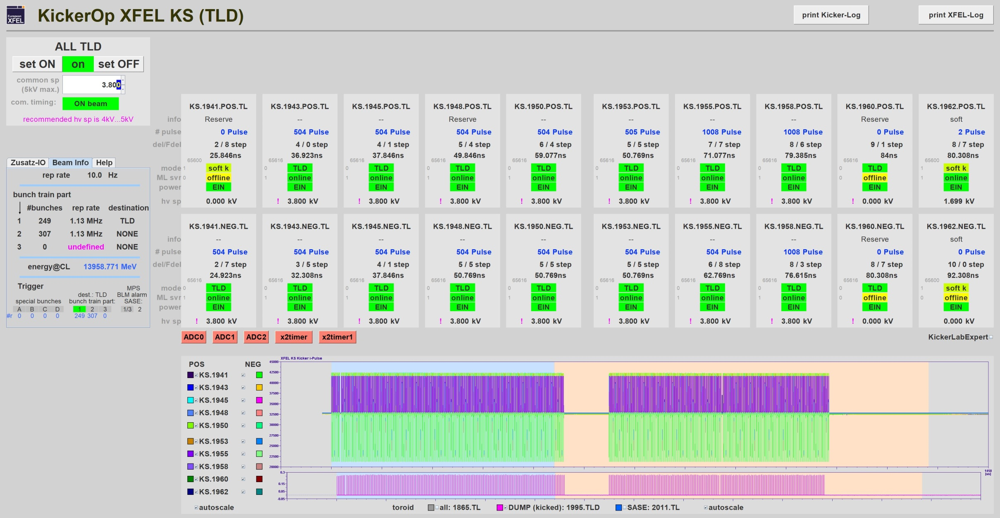 European
XFEL
KickerOp XFEL KS (TLD)
print Kicker-Log
print XFEL-Log
ALL TLD
set ON on set OFF
common sp
(5kV max.)
3.800
com. timing: ON beam
recommended hv sp is 4kV...5kV
Zusatz-IO Beam Info Help
rep rate 10.0 Hz
bunch train part
#bunches rep rate destination
1 249 1.13 MHz TLD
2 307 1.13 MHz NONE
3 0 undefined NONE
energy@CL 13958.771 MeV
Trigger
MPS
dest.: TLD BLM alarm
special bunches bunch train part: SASE:
A B C D 1 2 3 1/3 2
#r 0 0 0 0 249 307 0
KS.1941.POS.TL KS.1943.POS.TL KS.1945.POS.TL KS.1948.POS.TL KS.1950.POS.TL KS.1953.POS.TL KS.1955.POS.TL KS.1958.POS.TL KS.1960.POS.TL KS.1962.POS.TL
info Reserve -- -- Reserve -- -- -- -- Reserve soft
# pulse 0 Pulse 504 Pulse 504 Pulse 504 Pulse 504 Pulse 505 Pulse 1008 Pulse 1008 Pulse 0 Pulse 2 Pulse
del/Fdel 2 / 8 step 4 / 0 step 4 / 1 step 5 / 4 step 6 / 4 step 5 / 5 step 7 / 7 step 8 / 6 step 9 / 1 step 8 / 7 step
25.846ns 36.923ns 37.846ns 49.846ns 59.077ns 50.769ns 71.077ns 79.385ns 84ns 80.308ns
65600 65616 65616 65616 65616 65616 65616 65616 65616 65600
mode 1 soft k 0 TLD 0 TLD 0 TLD 0 TLD 0 TLD 0 TLD 0 TLD 0 TLD 1 soft k
ML svr 0 offline 1 online 1 online 1 online 1 online 1 online 1 online 1 online 0 offline 1 online
power EIN EIN EIN EIN EIN EIN EIN EIN EIN EIN
hv sp 0.000 kV ! 3.800 kV ! 3.800 kV ! 3.800 kV ! 3.800 kV ! 3.800 kV ! 3.800 kV ! 3.800 kV ! 0.000 kV 1.699 kV
KS.1941.NEG.TL KS.1943.NEG.TL KS.1945.NEG.TL KS.1948.NEG.TL KS.1950.NEG.TL KS.1953.NEG.TL KS.1955.NEG.TL KS.1958.NEG.TL KS.1960.NEG.TL KS.1962.NEG.TL
info -- -- -- -- -- -- -- -- Reserve soft
# pulse 504 Pulse 504 Pulse 504 Pulse 504 Pulse 504 Pulse 504 Pulse 504 Pulse 1008 Pulse 0 Pulse 0 Pulse
del/Fdel 2 / 7 step 3 / 5 step 4 / 1 step 5 / 5 step 5 / 5 step 5 / 5 step 6 / 8 step 8 / 3 step 8 / 7 step 10 / 0 step
24.923ns 32.308ns 37.846ns 50.769ns 50.769ns 50.769ns 62.769ns 76.615ns 80.308ns 92.308ns
65616 65616 65616 65616 65616 65616 65616 65616 65616 65600
mode 0 TLD 0 TLD 0 TLD 0 TLD 0 TLD 0 TLD 0 TLD 0 TLD 0 TLD 1 soft k
ML svr 1 online 1 online 1 online 1 online 1 online 1 online 1 online 1 online 0 offline 0 offline
power EIN EIN EIN EIN EIN EIN EIN EIN EIN EIN
hv sp ! 3.800 kV ! 3.800 kV ! 3.800 kV ! 3.800 kV ! 3.800 kV ! 3.800 kV ! 3.800 kV ! 3.800 kV ! 0.000 kV 0.000 kV
ADC0 ADC1 ADC2 x2timer x2timer1
KickerLabExpert
POS NEG
KS.1941
KS.1943
KS.1945
KS.1948
KS.1950
KS.1953
KS.1955
KS.1958
KS.1960
KS.1962
autoscale
XFEL KS Kicker i-Pulse
45000
42500
40000
37500
35000
32500
30000
27500
25000
22500
20000
1450
[us]
0.3
0.15
0.05
-0.05
toroid all: 1865.TL DUMP (kicked): 1995.TLD SASE: 2011.TL autoscale